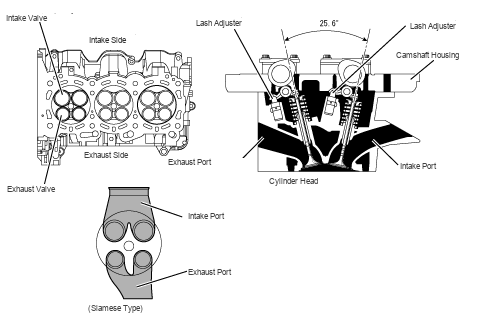 Intake Valve
Intake Side
Lash Adjuster
25. 6°
Lash Adjuster
Camshaft Housing
Exhaust Side
Exhaust Port
Intake Port
Cylinder Head
Exhaust Valve
Intake Port
Exhaust Port
(Siamese Type)